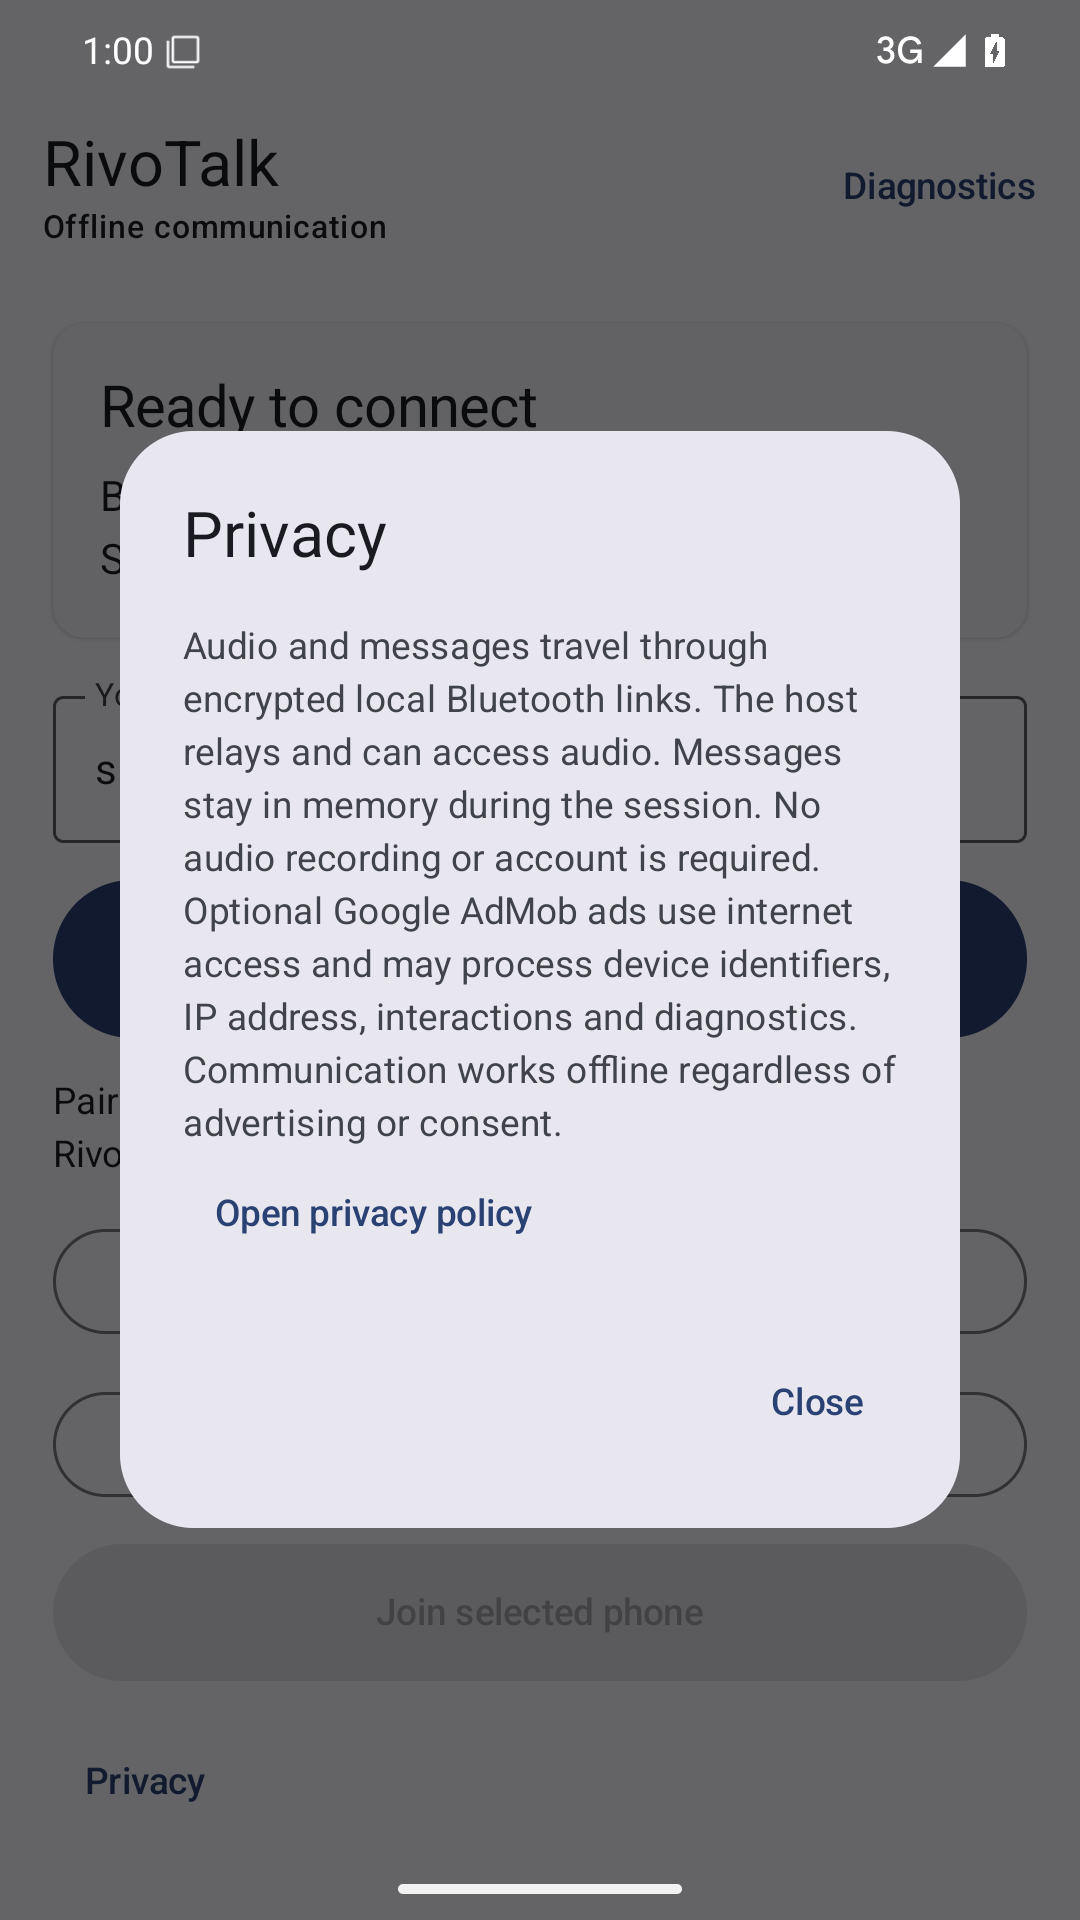 1:00
3G
RivoTalk
Diagnostics
Offline communication
Ready to connect
Privacy
Audio and messages travel through
encrypted local Bluetooth links. The host
relays and can access audio. Messages
stay in memory during the session. No
audio recording or account is required.
Optional Google AdMob ads use internet
access and may process device identifiers,
IP address, interactions and diagnostics.
Communication works offline regardless of
advertising or consent.
Open privacy policy
Close
Join selected phone
Privacy